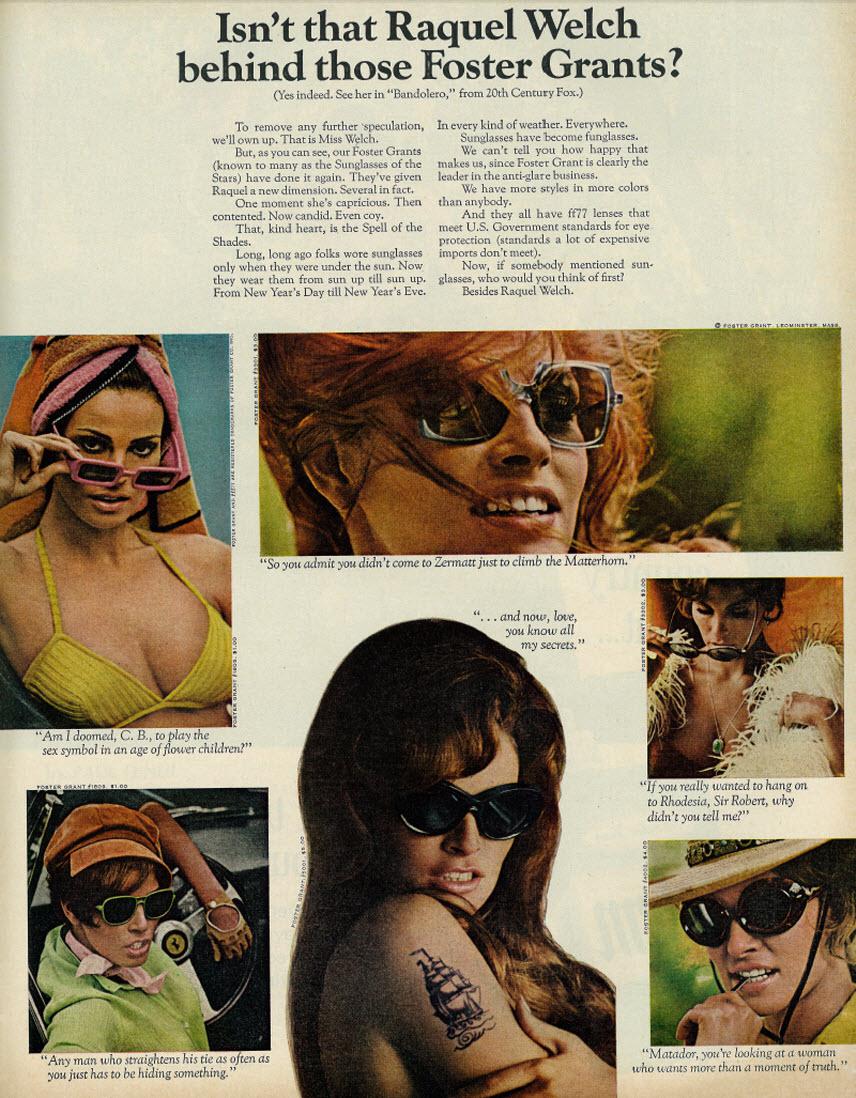 Isn't that Raquel Welch
behind those Foster Grants?
(Yes indeed. See her in "Bandolero," from 20th Century Fox.)
To remove any further speculation,
we'll own up. That is Miss Welch.
But, as you can see, our Foster Grants
(known to many as the Sunglasses of the
Stars) have done it again. They've given
Raquel a new dimension. Several in fact.
One moment she's capricious. Then
contented. Now candid. Even coy.
That, kind heart, is the Spell of the
Shades.
Long, long ago folks wore sunglasses
only when they were under the sun. Now
they wear them from sun up till sun up.
From New Year's Day till New Year's Eve.
In every kind of weather. Everywhere.
Sunglasses have become funglasses.
We can't tell you how happy that
makes us, since Foster Grant is clearly the
leader in the anti-glare business.
We have more styles in more colors
than anybody.
And they all have ff77 lenses that
meet U.S. Government standards for eye
protection (standards a lot of expensive
imports don't meet).
Now, if somebody mentioned sun-
glasses, who would you think of first?
Besides Raquel Welch.
© FOSTER GRANT, LEOMINSTER, MASS.
"So you admit you didn't come to Zermatt just to climb the Matterhorn."
"Am I doomed, C. B., to play the
sex symbol in an age of flower children?"
"...and now, love,
you know all
my secrets."
"If you really wanted to hang on
to Rhodesia, Sir Robert, why
didn't you tell me?"
"Any man who straightens his tie as often as
you just has to be hiding something."
"Matador, you're looking at a woman
who wants more than a moment of truth."